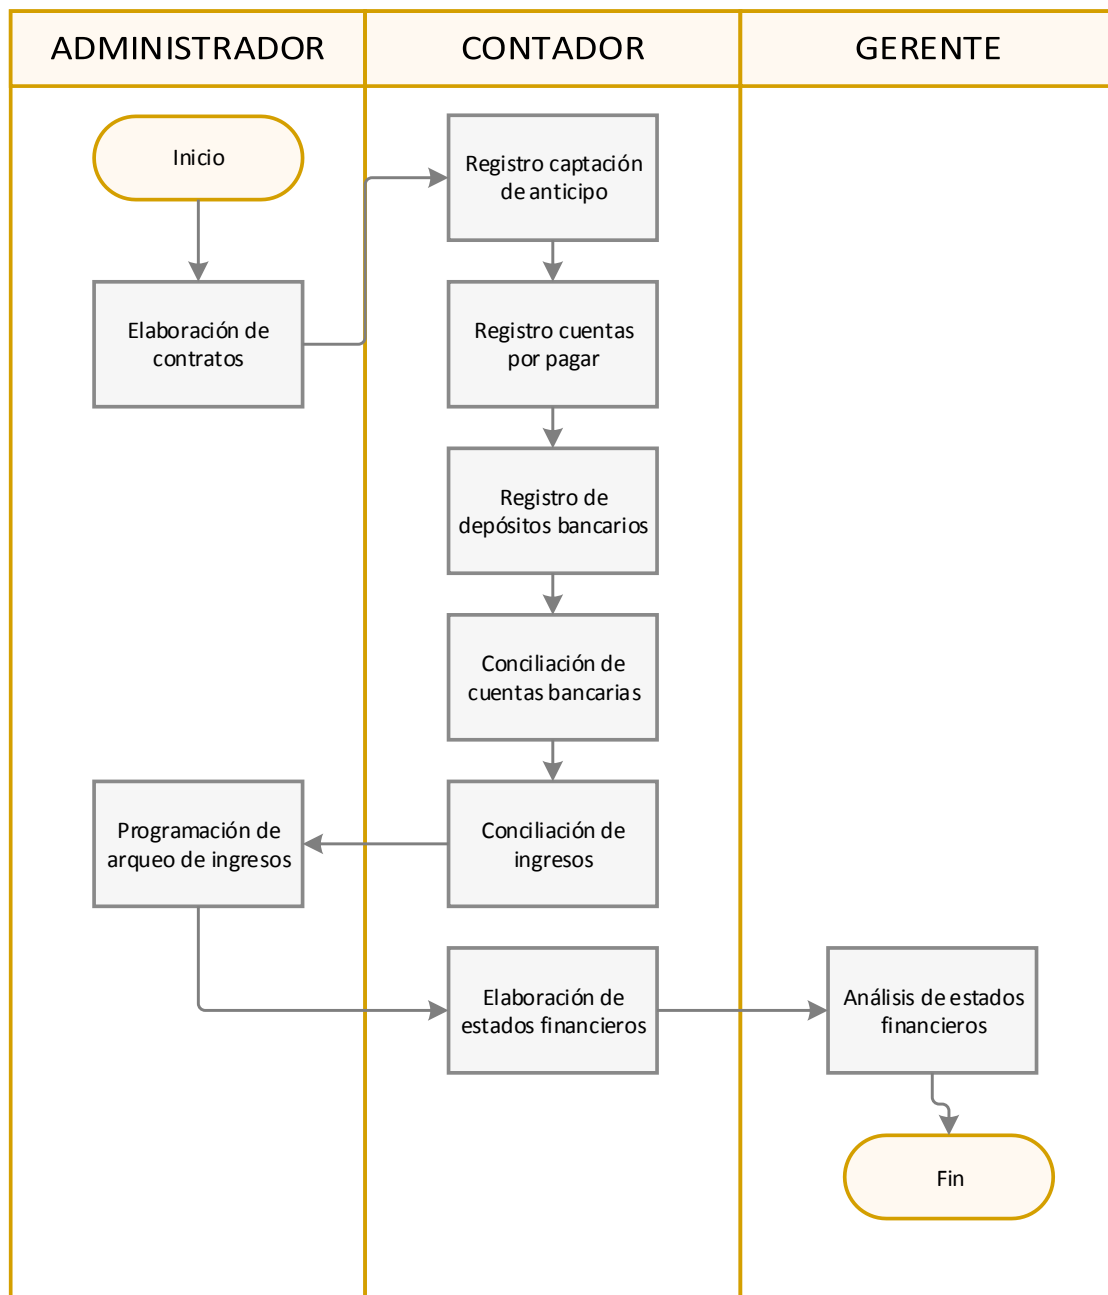 ADMINISTRADOR
CONTADOR
GERENTE
Inicio
Registro captación
de anticipo
Elaboración de
contratos
Registro cuentas
por pagar
Registro de
depósitos bancarios
Conciliación de
cuentas bancarias
Programación de
arqueo de ingresos
Conciliación de
ingresos
Elaboración de
estados financieros
Análisis de estados
financieros
Fin